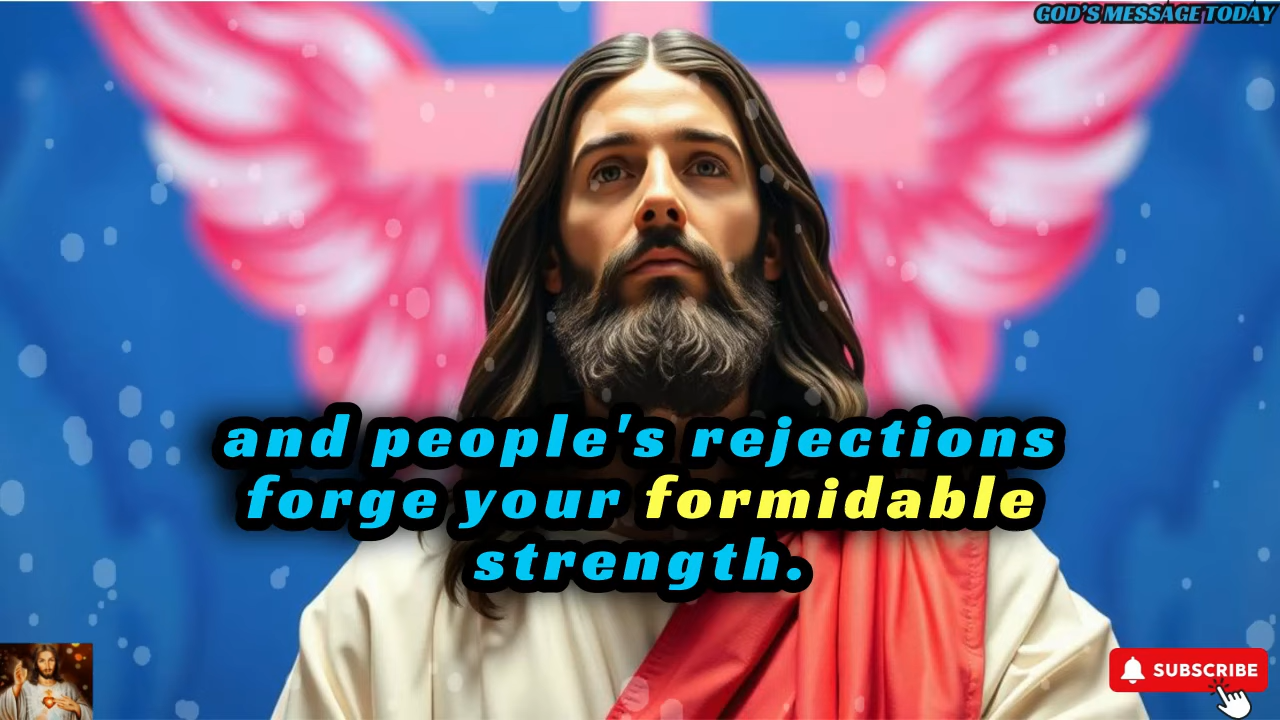 GOD'S MESSAGE TODAY
and people's rejections
forge your formidable
strength.
SUBSCRIBE